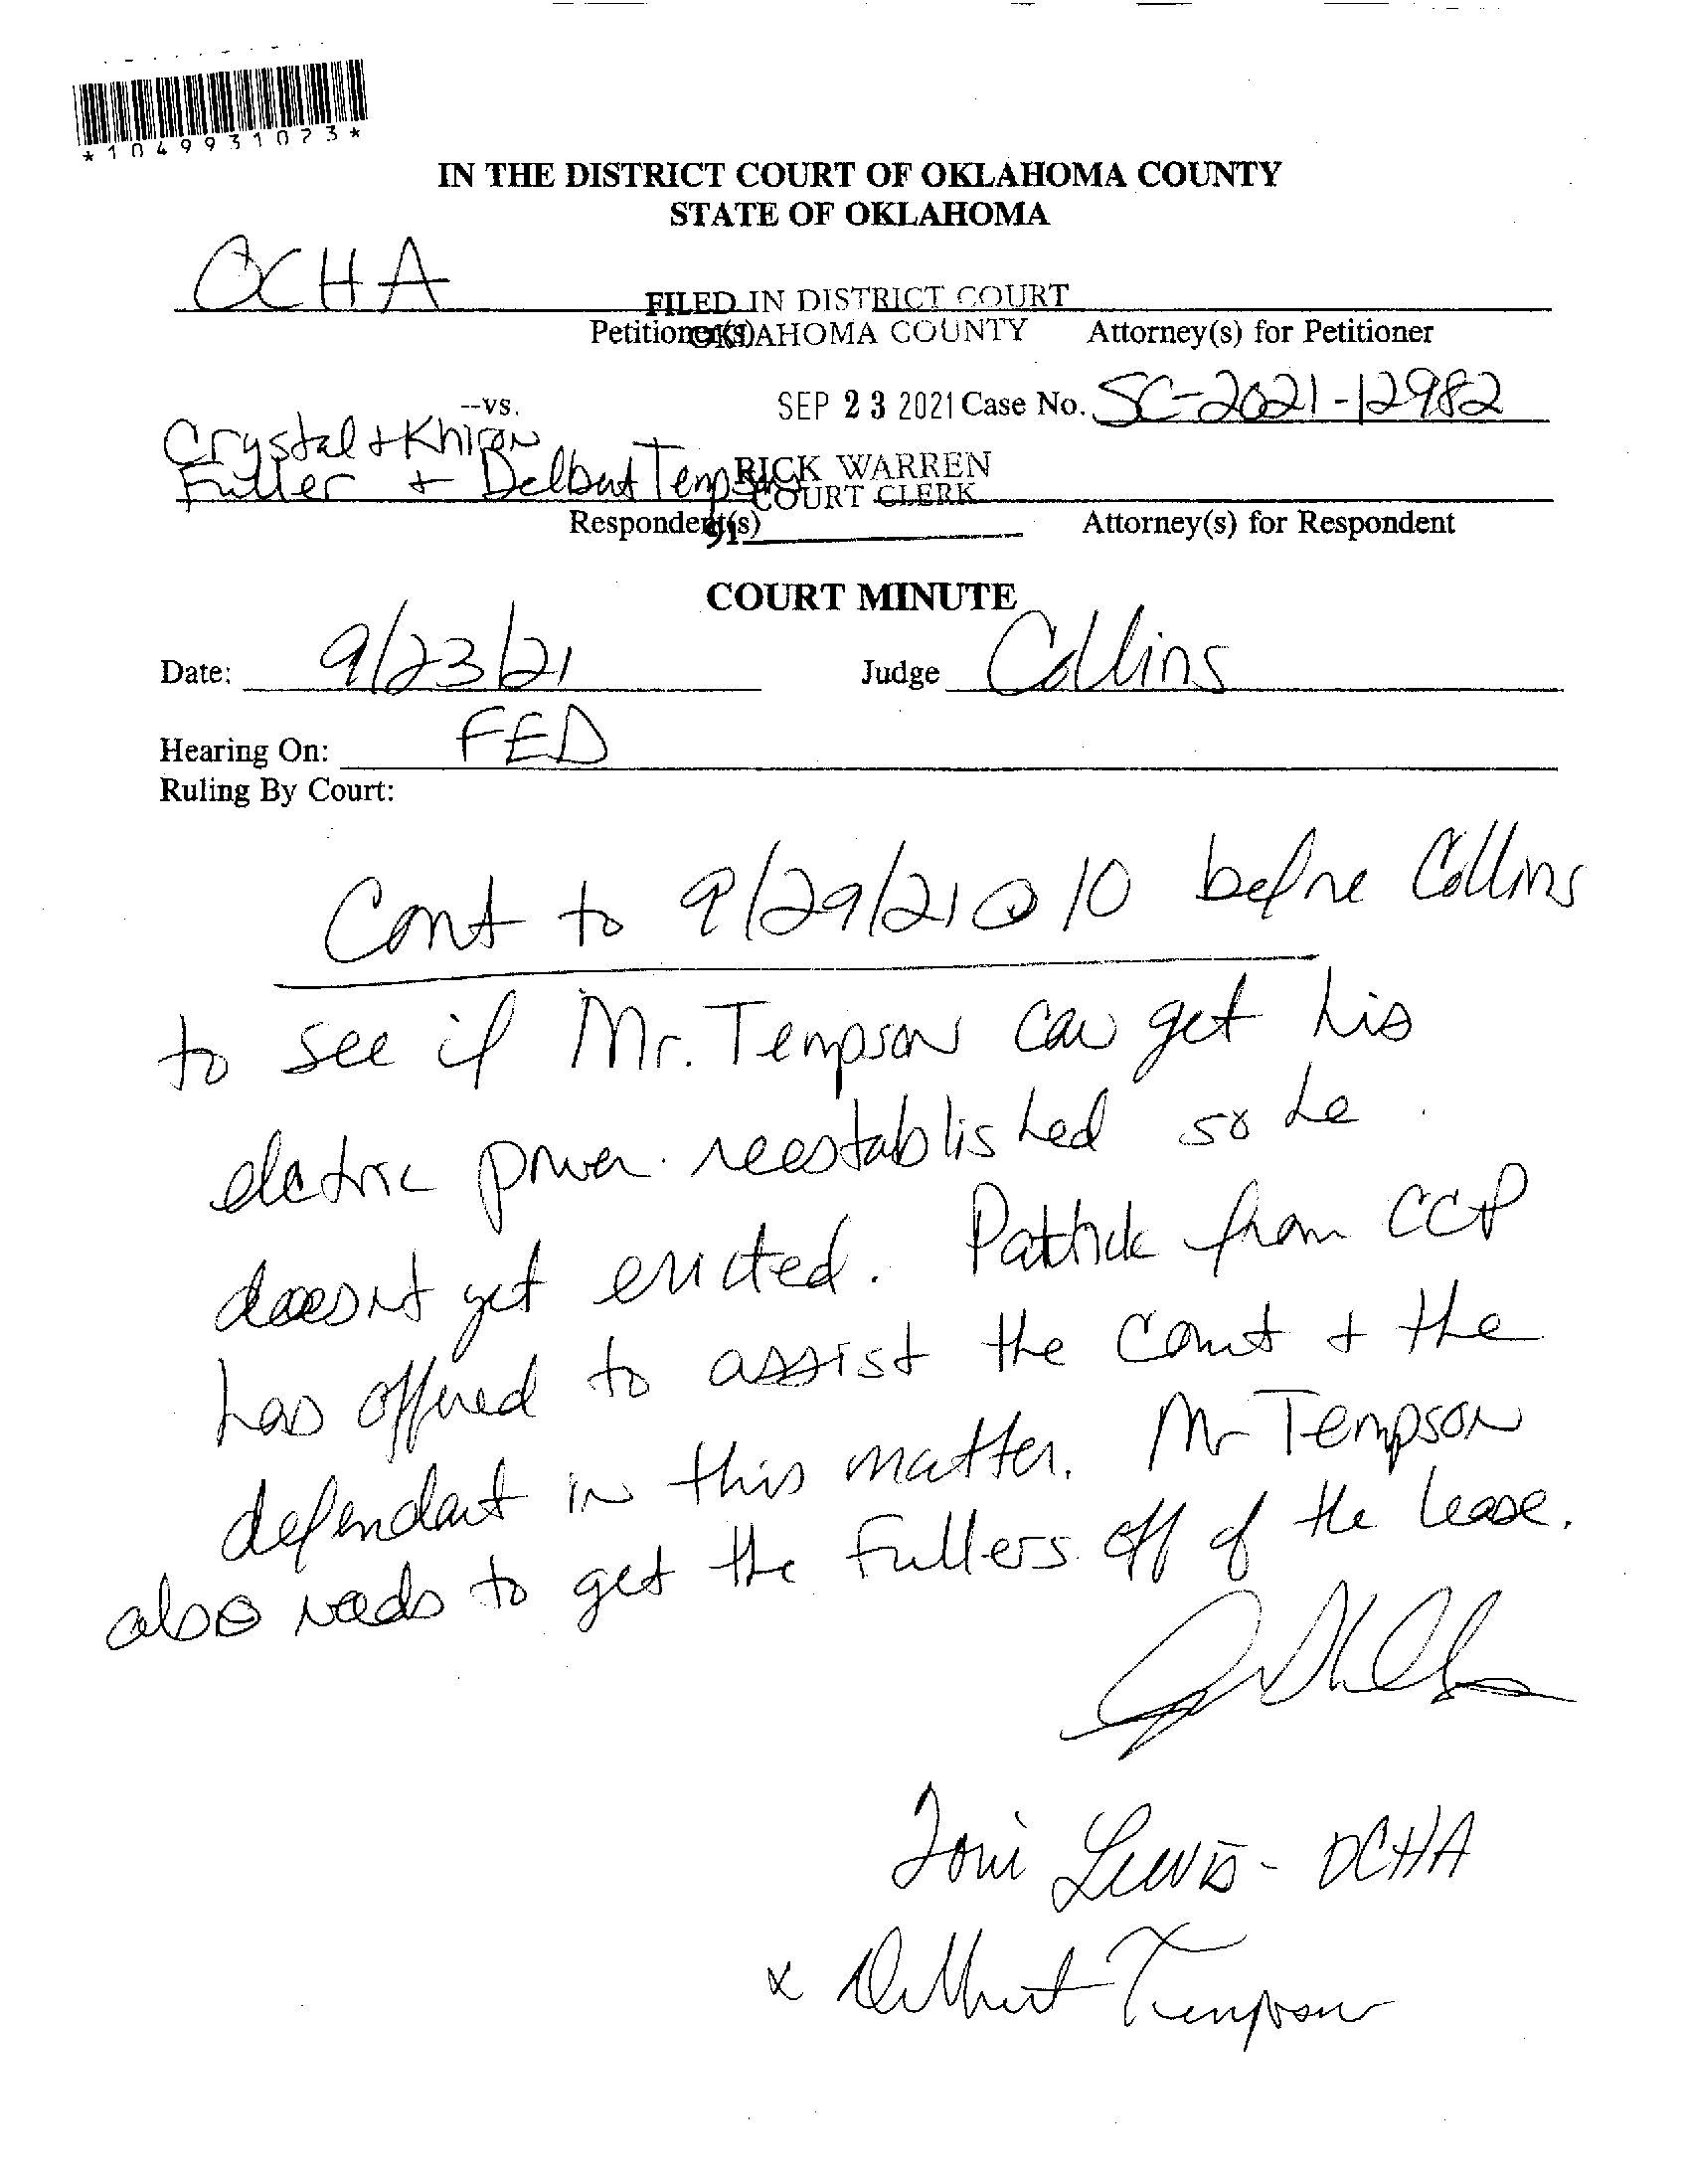 *1049931073*
IN THE DISTRICT COURT OF OKLAHOMA COUNTY
STATE OF OKLAHOMA
OCHA
FILED IN DISTRICT COURT
OKLAHOMA COUNTY
Petitioner(s) Attorney(s) for Petitioner
--vs.
SEP 23 2021 Case No. SC-2021-12982
Crystal + Khiron
Fuller + Delbert Tempson
RICK WARREN
COURT CLERK
Respondent(s) Attorney(s) for Respondent
91
COURT MINUTE
Date: 9/23/21 Judge Collins
Hearing On: FED
Ruling By Court:
Cont to 9/29/21 @ 10 before Collins
to see if Mr. Tempson can get his
electric power reestablished so he
doesnt get evicted. Patrick from CCP
has offered to assist the Court + the
defendant in this matter. Mr Tempson
also needs to get the Fullers off of the lease.
Toni Lewis - OCHA
x Delbert Tempson